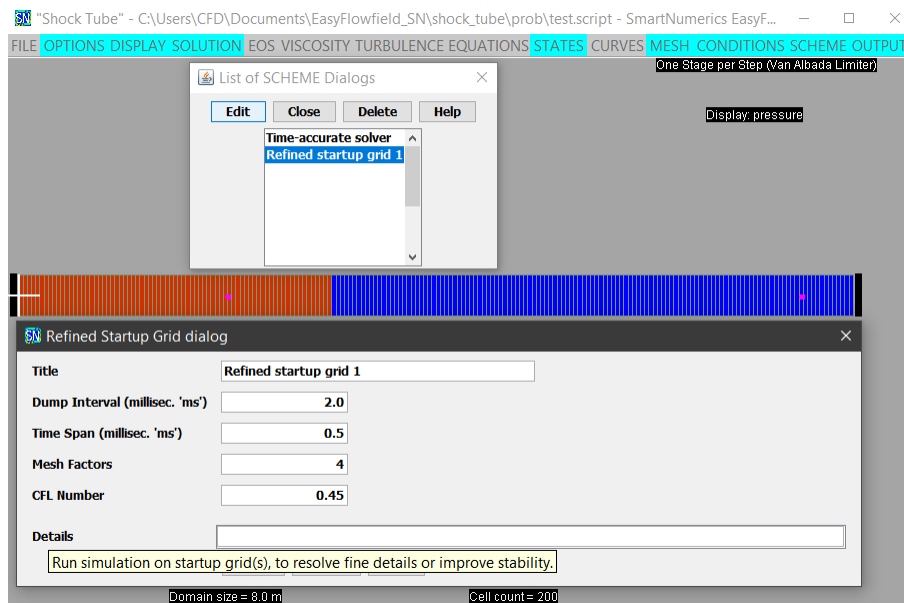 "Shock Tube" - C:\Users\CFD\Documents\EasyFlowfield_SN\shock_tube\prob\test.script - SmartNumerics EasyF...
FILE OPTIONS DISPLAY SOLUTION EOS VISCOSITY TURBULENCE EQUATIONS STATES CURVES MESH CONDITIONS SCHEME OUTPUT
One Stage per Step (Van Albada Limiter)
List of SCHEME Dialogs
Edit Close Delete Help
Display: pressure
Time-accurate solver
Refined startup grid 1
SN Refined Startup Grid dialog
Title Refined startup grid 1
Dump Interval (millisec. 'ms') 2.0
Time Span (millisec. 'ms') 0.5
Mesh Factors 4
CFL Number 0.45
Details
Run simulation on startup grid(s), to resolve fine details or improve stability.
Domain size = 8.0 m
Cell count= 200